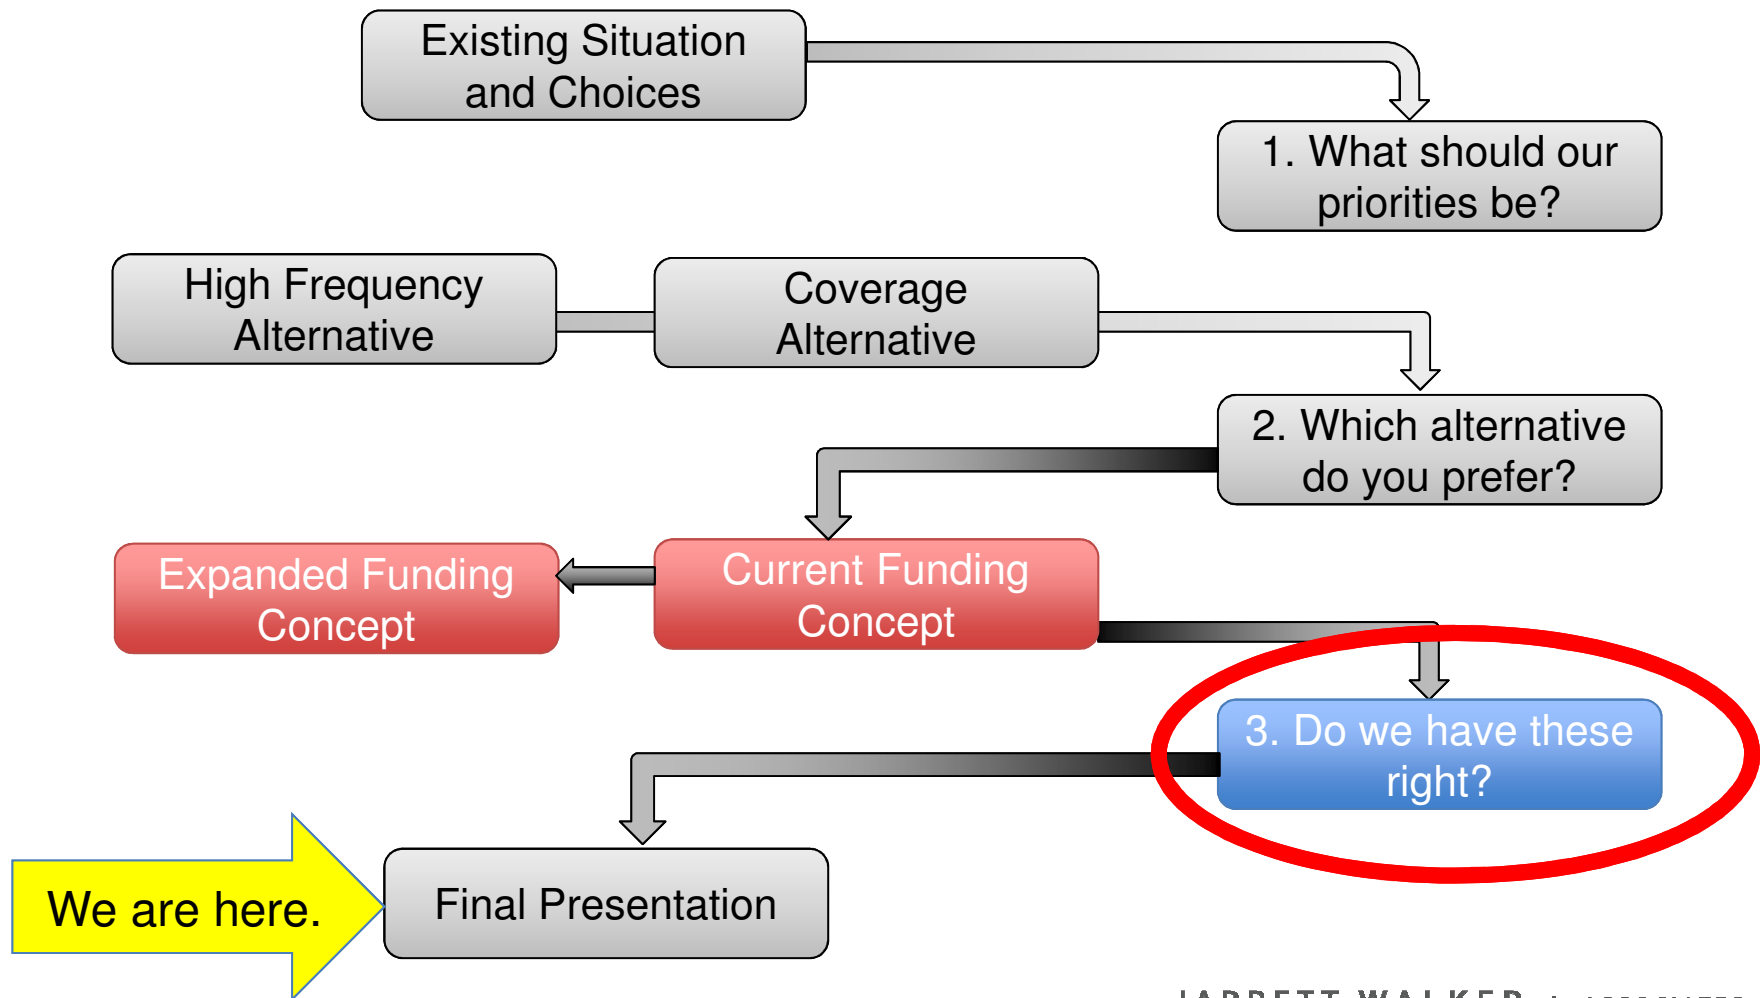 Existing Situation
and Choices
1. What should our
priorities be?
High Frequency
Alternative
Coverage
Alternative
2. Which alternative
do you prefer?
Expanded Funding
Concept
Current Funding
Concept
3. Do we have these
right?
We are here.
Final Presentation
JARRETT WALKER